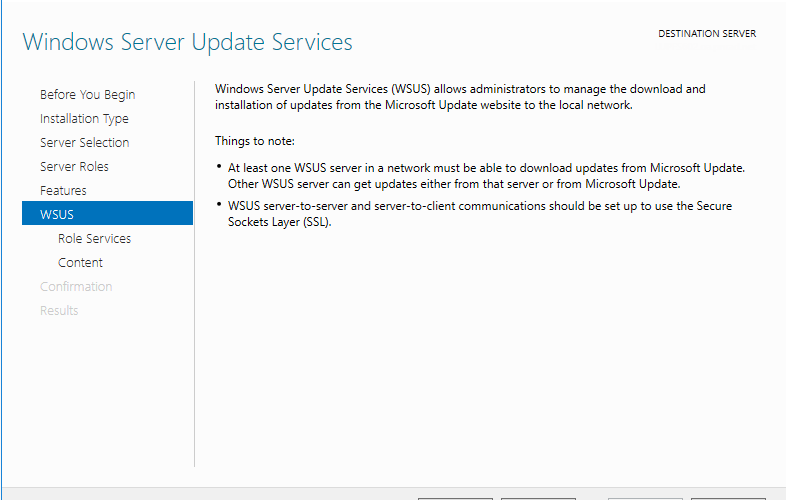 Windows Server Update Services
DESTINATION SERVER
Before You Begin
Installation Type
Server Selection
Server Roles
Features
WSUS
Role Services
Content
Confirmation
Results
Windows Server Update Services (WSUS) allows administrators to manage the download and
installation of updates from the Microsoft Update website to the local network.
Things to note:
• At least one WSUS server in a network must be able to download updates from Microsoft Update.
Other WSUS server can get updates either from that server or from Microsoft Update.
• WSUS server-to-server and server-to-client communications should be set up to use the Secure
Sockets Layer (SSL).